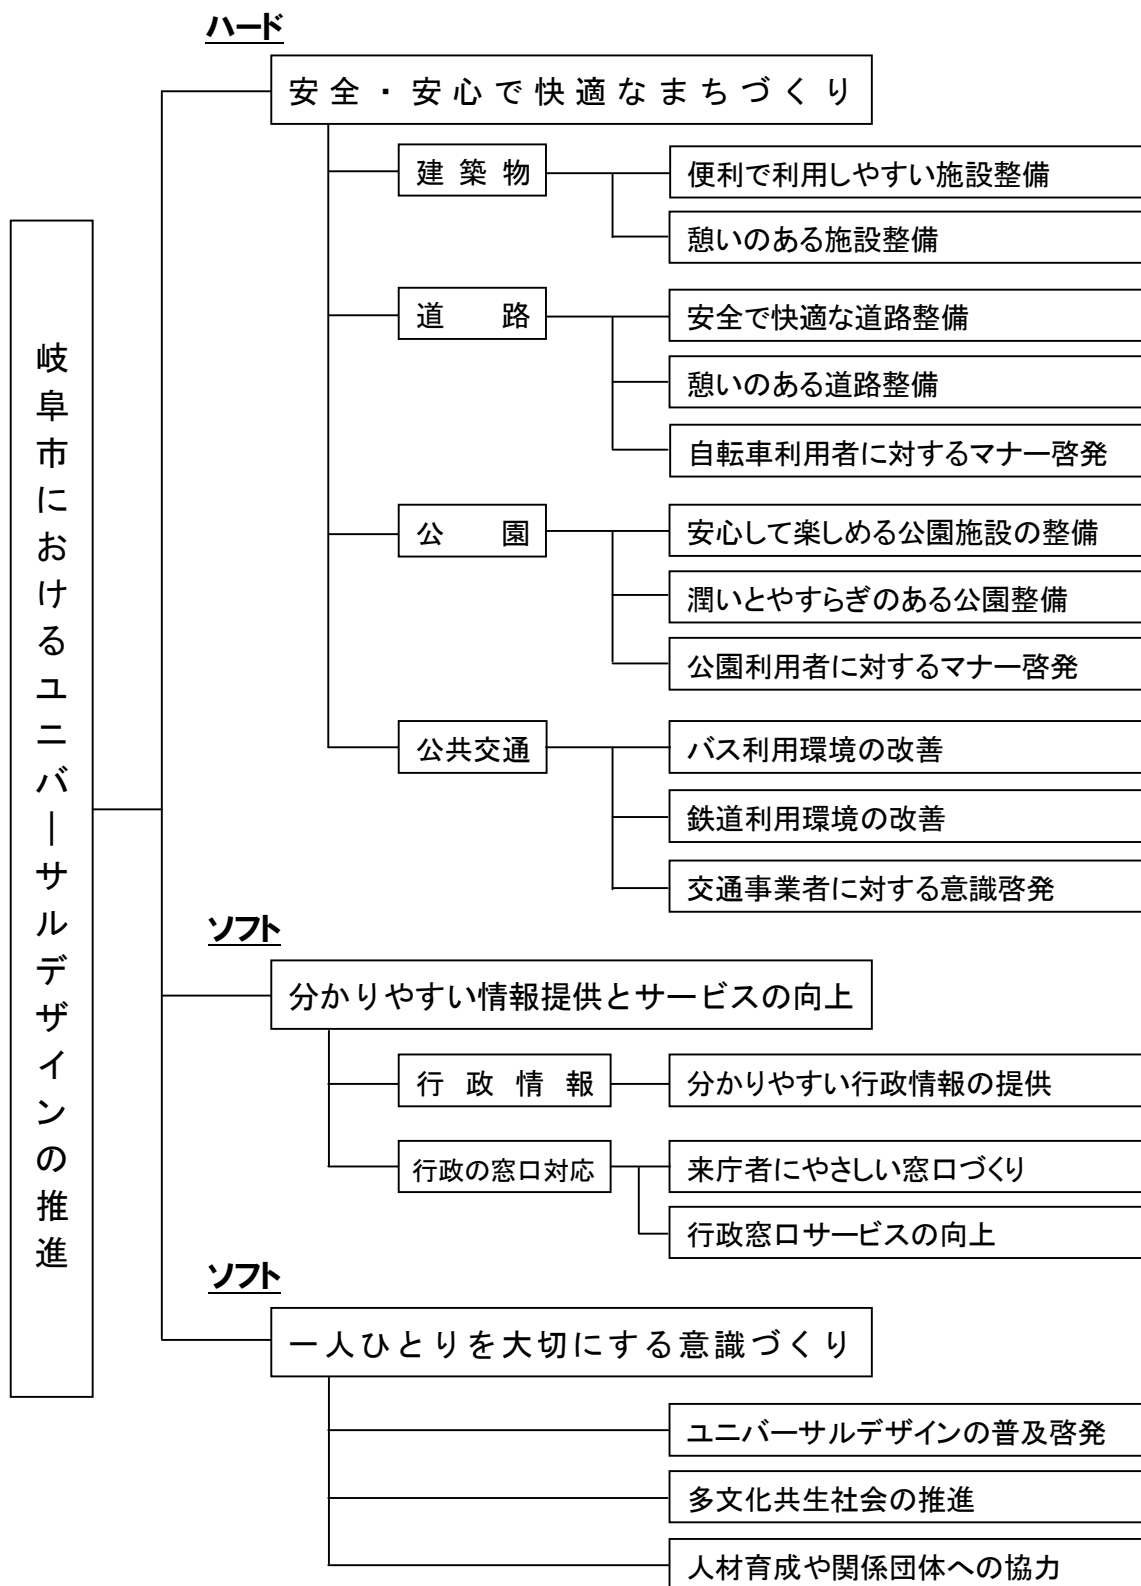 岐阜市におけるユニバーサルデザインの推進
ハード
安全・安心で快適なまちづくり
建築物
便利で利用しやすい施設整備
憩いのある施設整備
道路
安全で快適な道路整備
憩いのある道路整備
自転車利用者に対するマナー啓発
公園
安心して楽しめる公園施設の整備
潤いとやすらぎのある公園整備
公園利用者に対するマナー啓発
公共交通
バス利用環境の改善
鉄道利用環境の改善
交通事業者に対する意識啓発
ソフト
分かりやすい情報提供とサービスの向上
行政情報
分かりやすい行政情報の提供
行政の窓口対応
来庁者にやさしい窓口づくり
行政窓口サービスの向上
ソフト
一人ひとりを大切にする意識づくり
ユニバーサルデザインの普及啓発
多文化共生社会の推進
人材育成や関係団体への協力